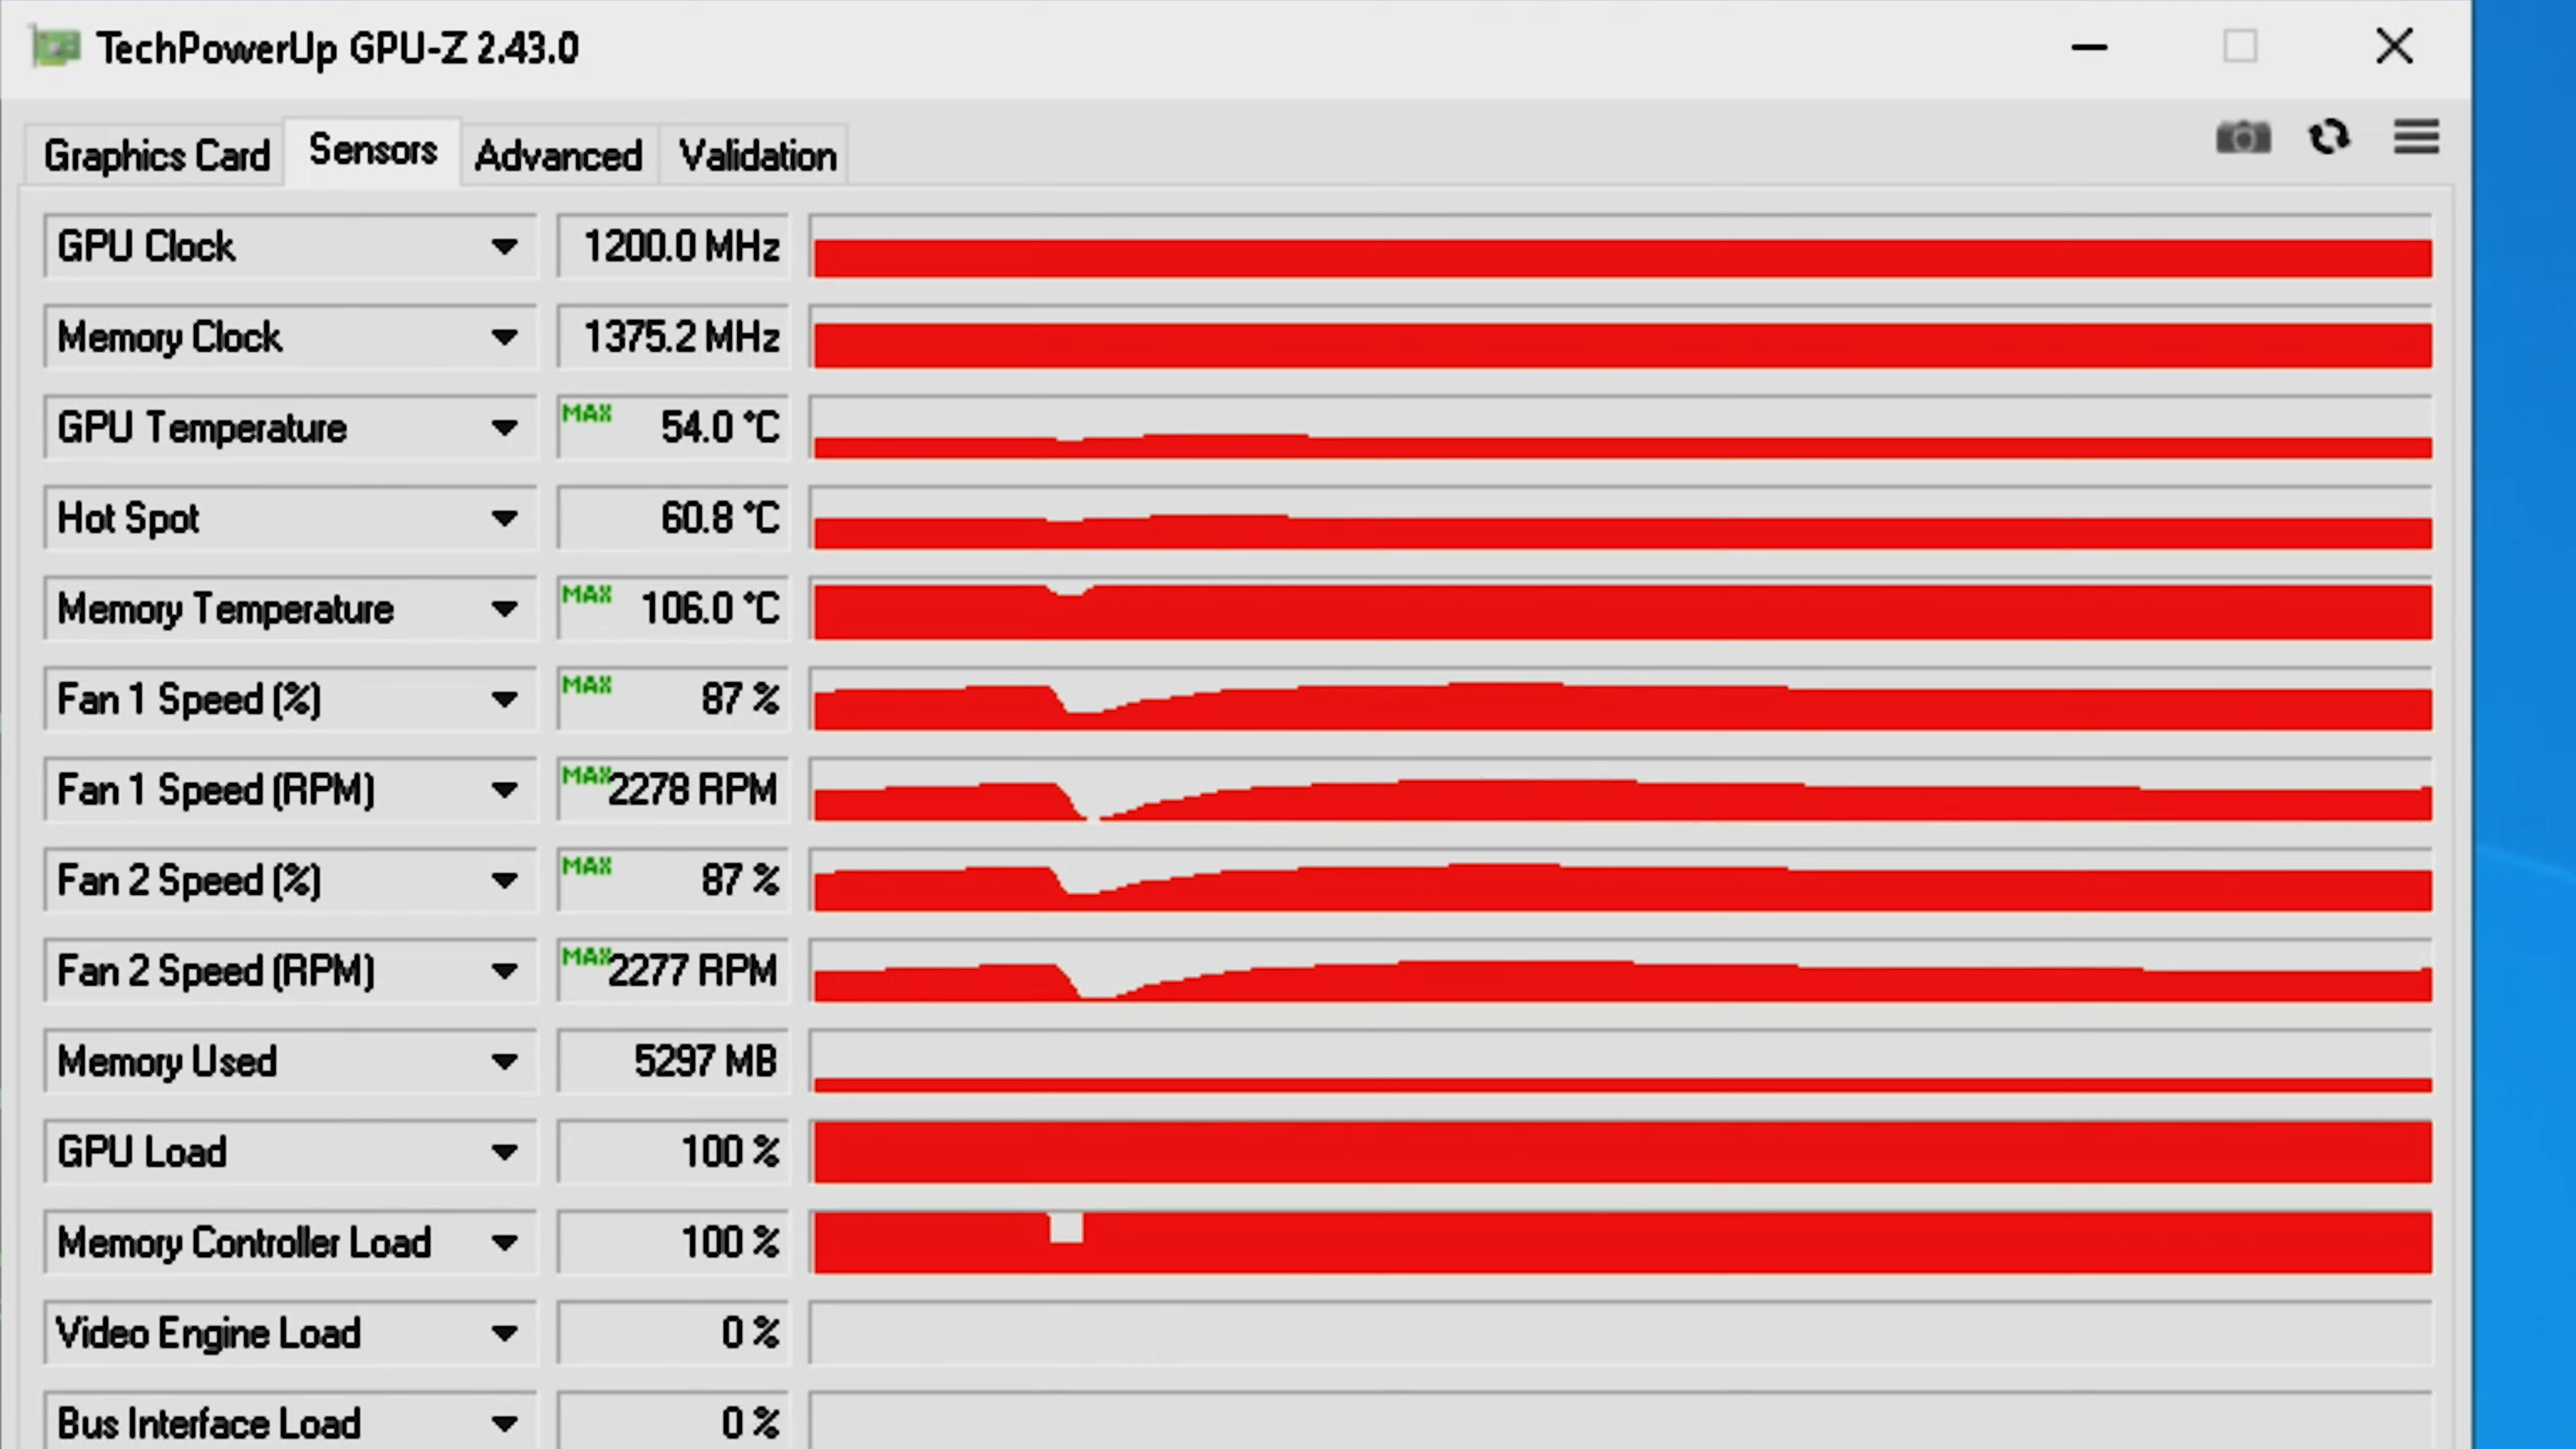 TechPowerUp GPU-Z 2.43.0
Graphics Card Sensors Advanced Validation
GPU Clock 1200.0 MHz
Memory Clock 1375.2 MHz
GPU Temperature MAX 54.0 °C
Hot Spot 60.8 °C
Memory Temperature MAX 106.0 °C
Fan 1 Speed (%) MAX 87 %
Fan 1 Speed (RPM) MAX 2278 RPM
Fan 2 Speed (%) MAX 87 %
Fan 2 Speed (RPM) MAX 2277 RPM
Memory Used 5297 MB
GPU Load 100 %
Memory Controller Load 100 %
Video Engine Load 0 %
Bus Interface Load 0 %